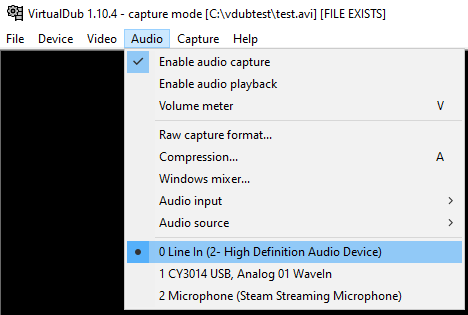 VirtualDub 1.10.4 - capture mode [C:\vdubtest\test.avi] [FILE EXISTS]
File Device Video Audio Capture Help
Enable audio capture
Enable audio playback
Volume meter V
Raw capture format...
Compression... A
Windows mixer...
Audio input
Audio source
0 Line In (2- High Definition Audio Device)
1 CY3014 USB, Analog 01 WaveIn
2 Microphone (Steam Streaming Microphone)